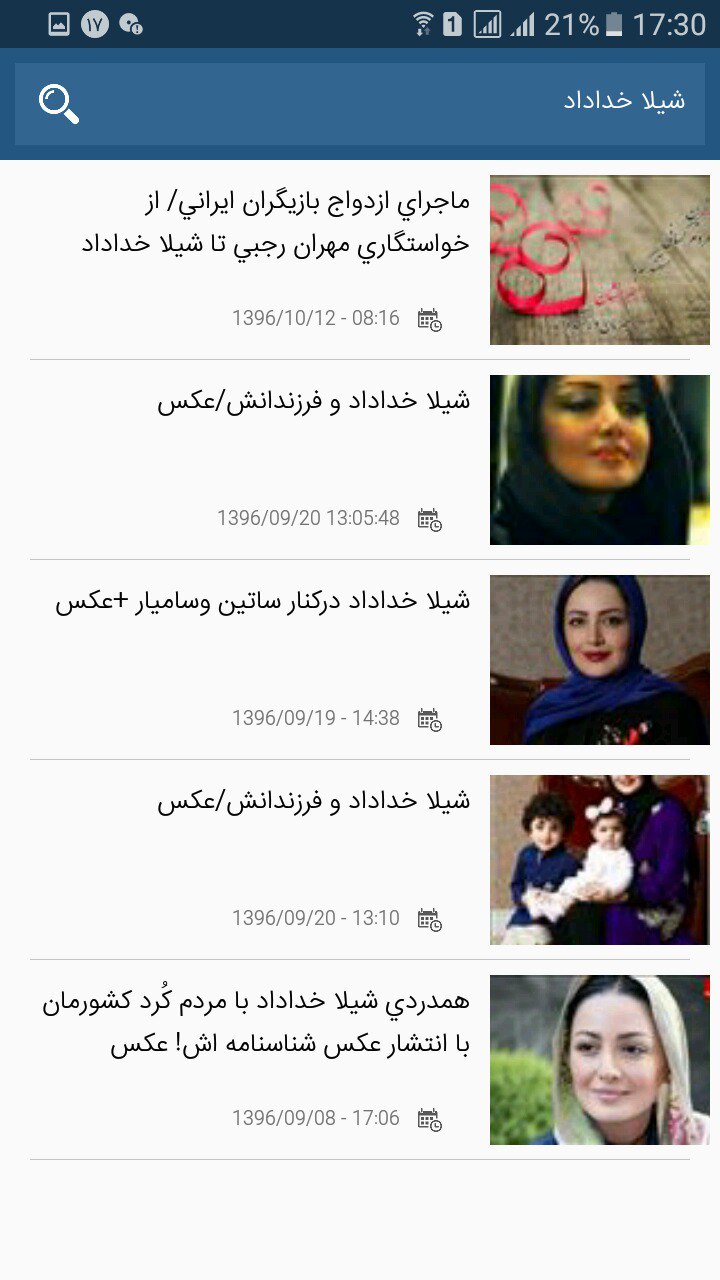 ۱۷
1
21%
17:30
شیلا خداداد
ماجراي ازدواج بازيگران ايراني/ از
خواستگاري مهران رجبي تا شيلا خداداد
1396/10/12 - 08:16
شيلا خداداد و فرزندانش/عكس
1396/09/20 13:05:48
شيلا خداداد دركنار ساتين وساميار +عكس
1396/09/19 - 14:38
شيلا خداداد و فرزندانش/عكس
1396/09/20 - 13:10
همدردي شيلا خداداد با مردم كُرد كشورمان
با انتشار عكس شناسنامه اش! عكس
1396/09/08 - 17:06